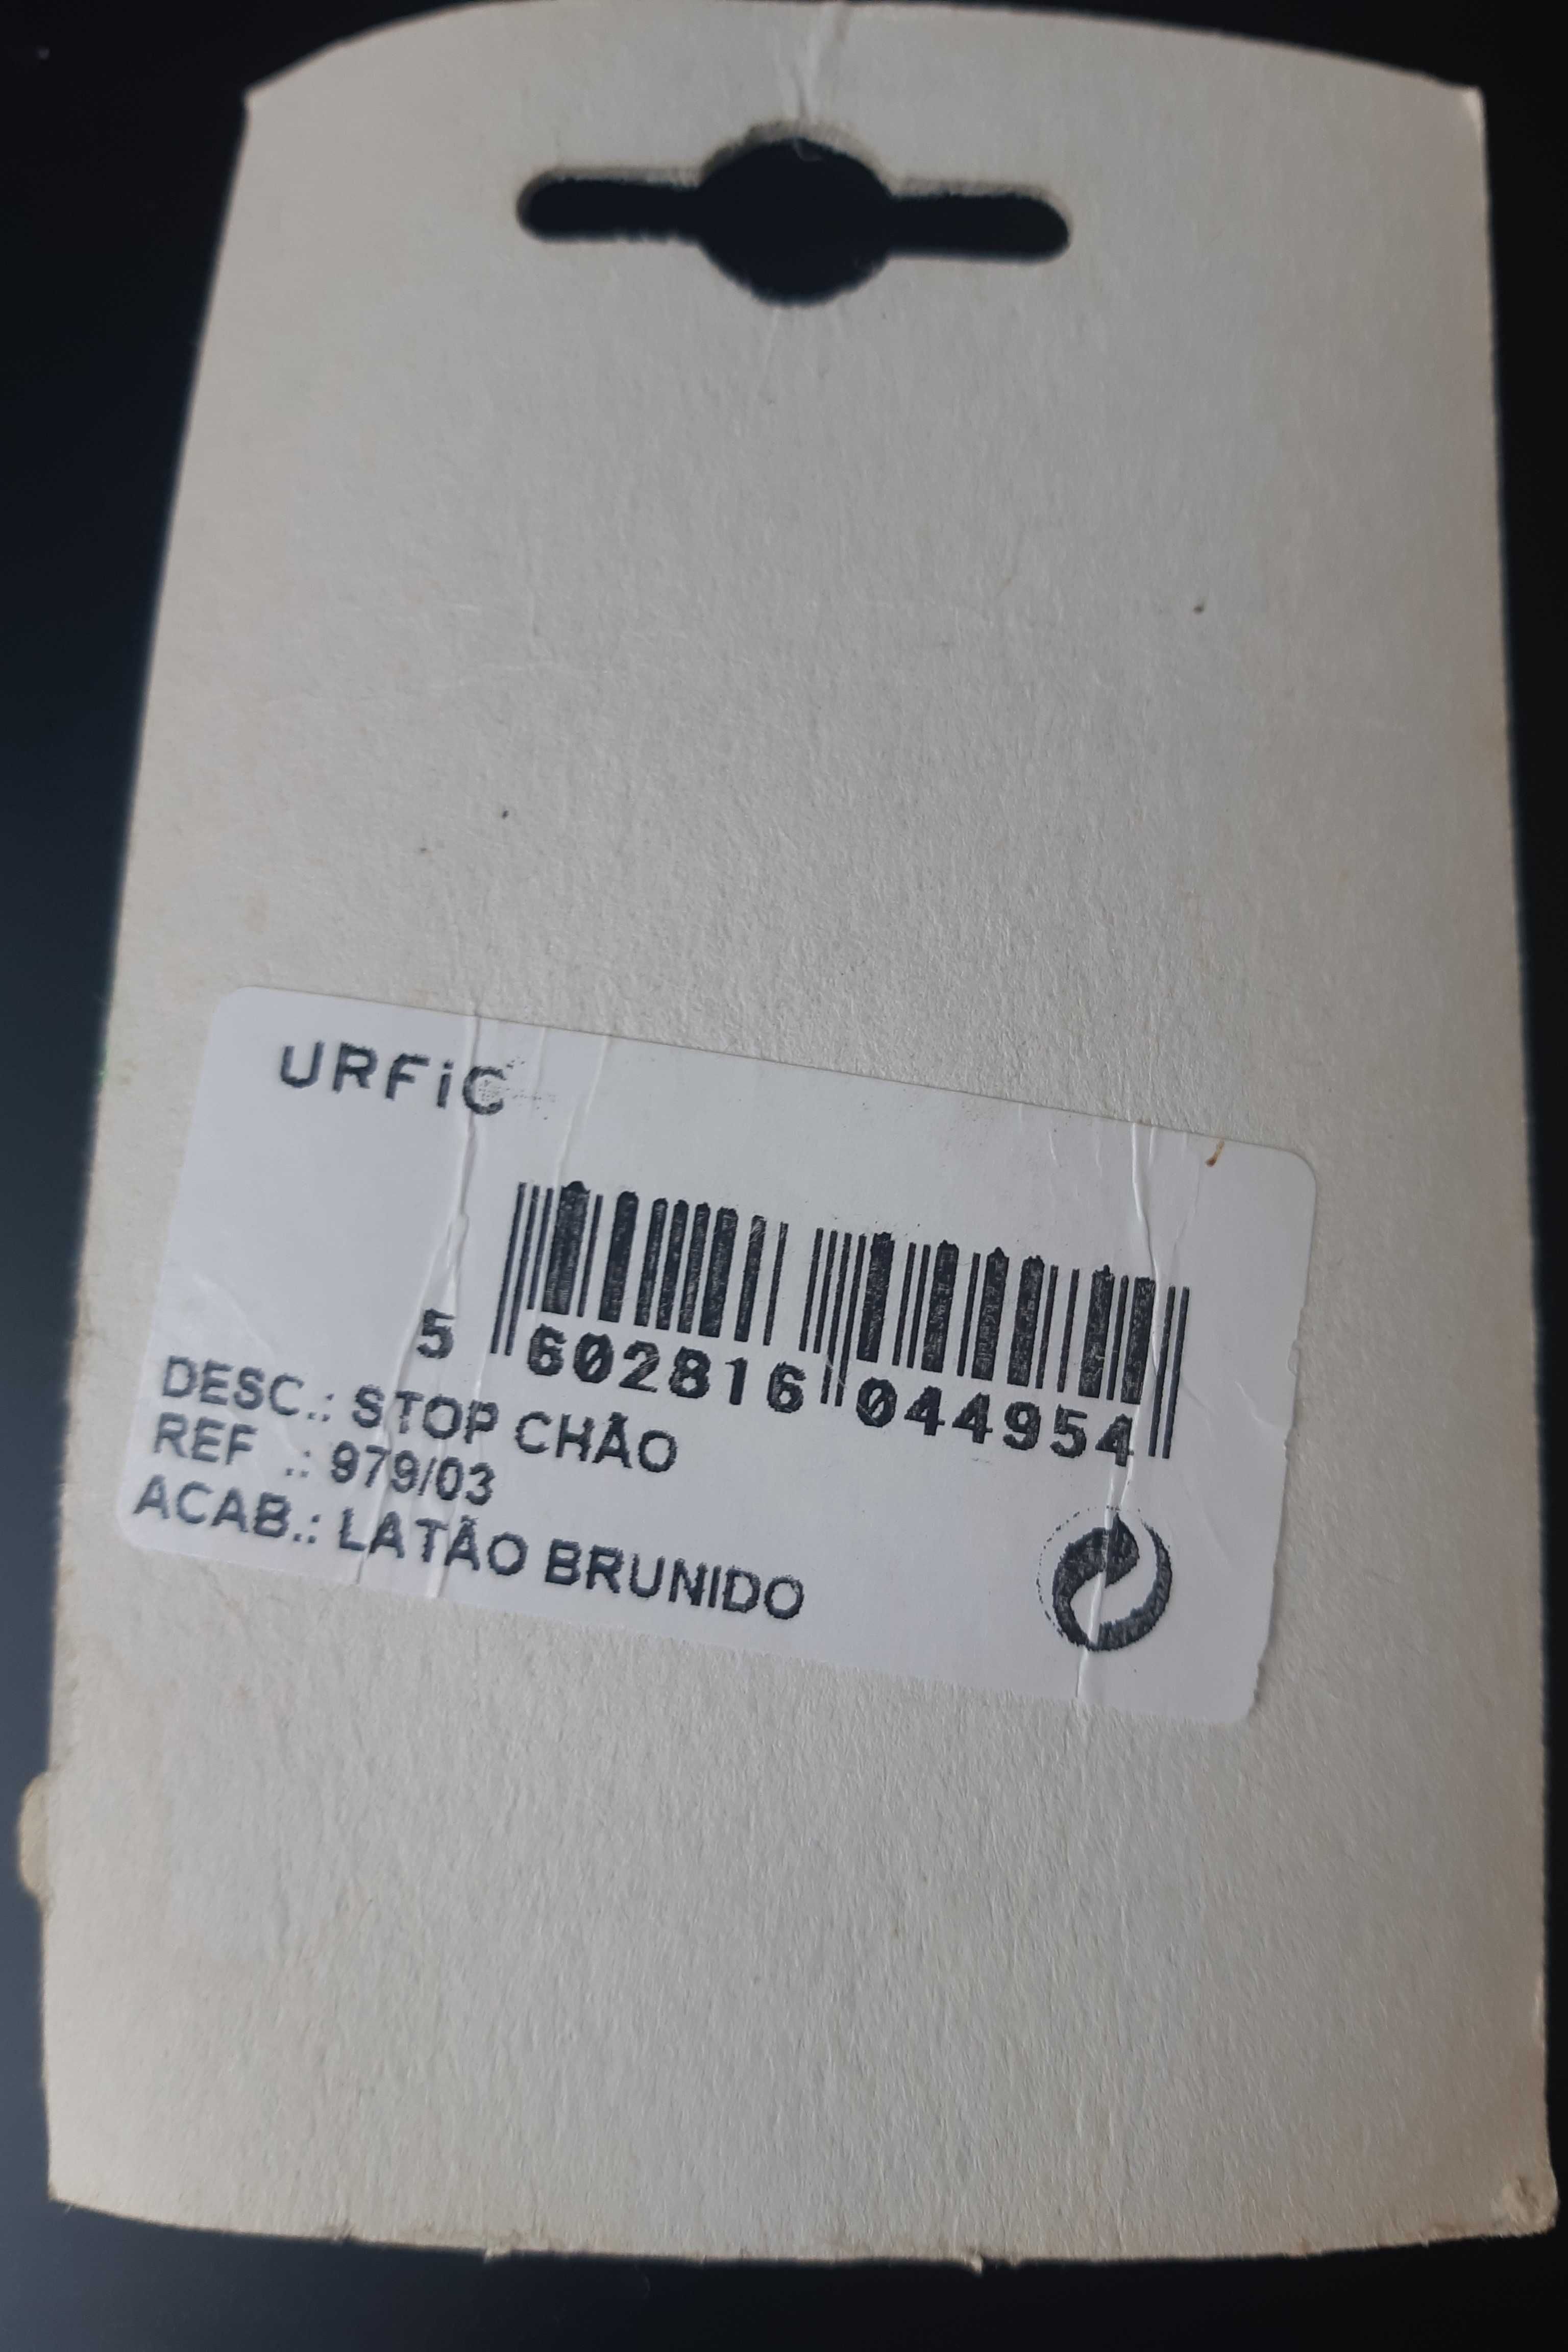 URFiC
5 602816 044954
DESC.: STOP CHÃO
REF .: 979/03
ACAB.: LATÃO BRUNIDO